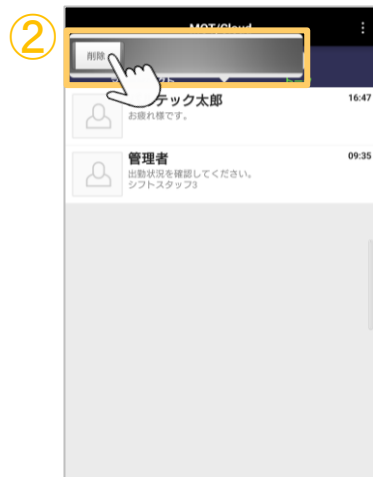 ②
MOT/Cloud
削除
テック太郎
16:47
お疲れ様です。
管理者
09:35
出勤状況を確認してください。
シフトスタッフ3